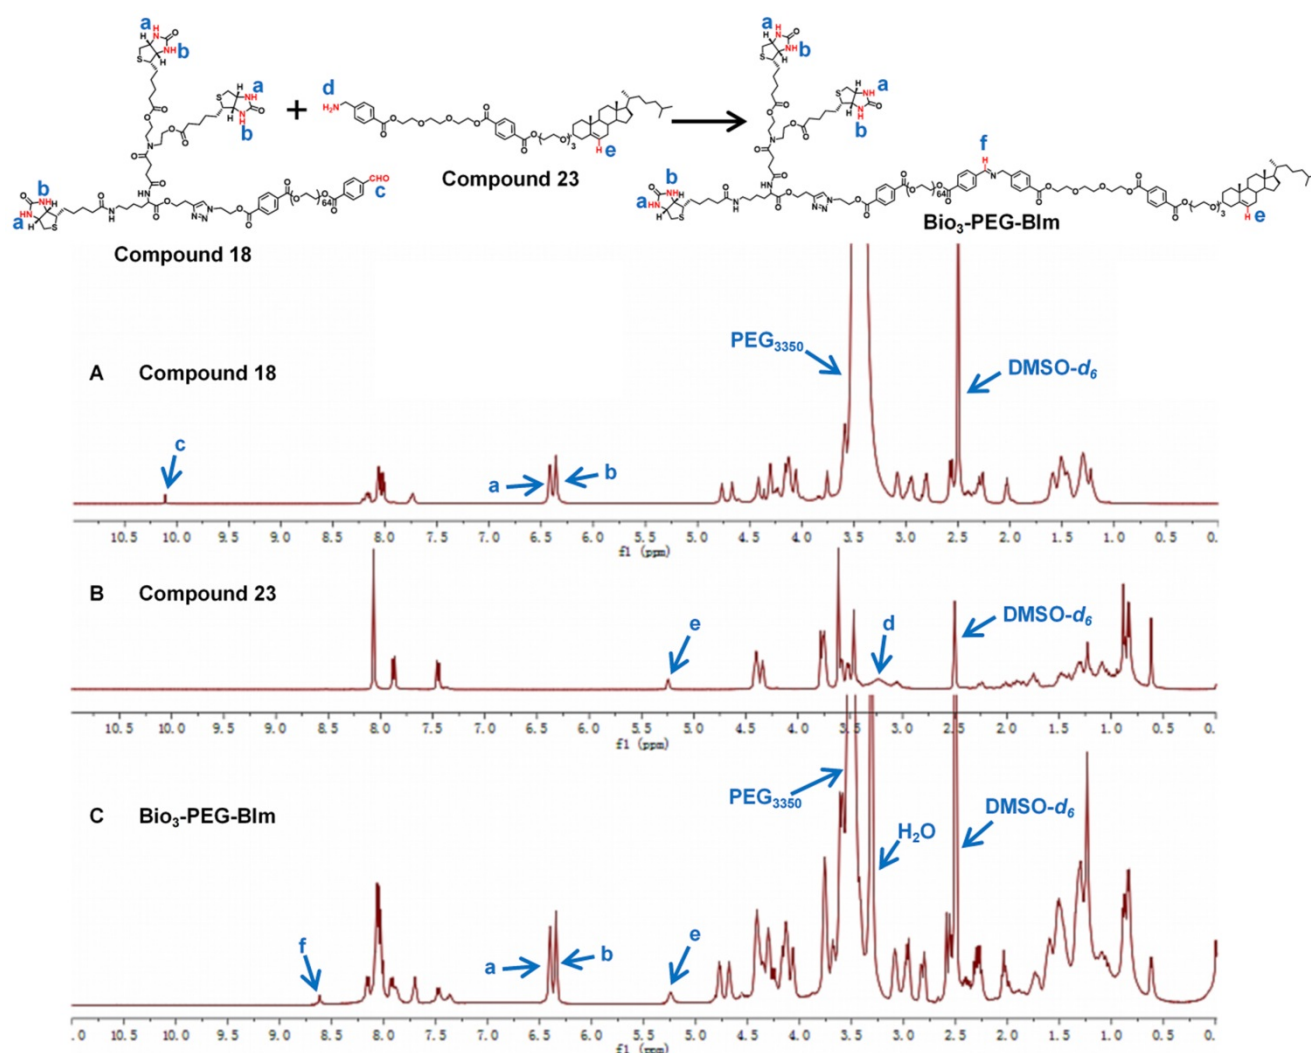 a
b
a
b
b
a
+
d
H₂N
e
Compound 23
CHO
c
Compound 18
a
b
a
b
b
a
f
e
Bio₃-PEG-BIm
A Compound 18
PEG₃₃₅₀
DMSO-d₆
c
a
b
10.5 10.0 9.5 9.0 8.5 8.0 7.5 7.0 6.5 6.0 5.5 5.0 4.5 4.0 3.5 3.0 2.5 2.0 1.5 1.0 0.5 0.
f1 (ppm)
B Compound 23
e
d
DMSO-d₆
10.5 10.0 9.5 9.0 8.5 8.0 7.5 7.0 6.5 6.0 5.5 5.0 4.5 4.0 3.5 3.0 2.5 2.0 1.5 1.0 0.5 0.
f1 (ppm)
C Bio₃-PEG-BIm
PEG₃₃₅₀
H₂O
DMSO-d₆
f
a
b
e
1.0 10.5 10.0 9.5 9.0 8.5 8.0 7.5 7.0 6.5 6.0 5.5 5.0 4.5 4.0 3.5 3.0 2.5 2.0 1.5 1.0 0.5 0.
f1 (ppm)